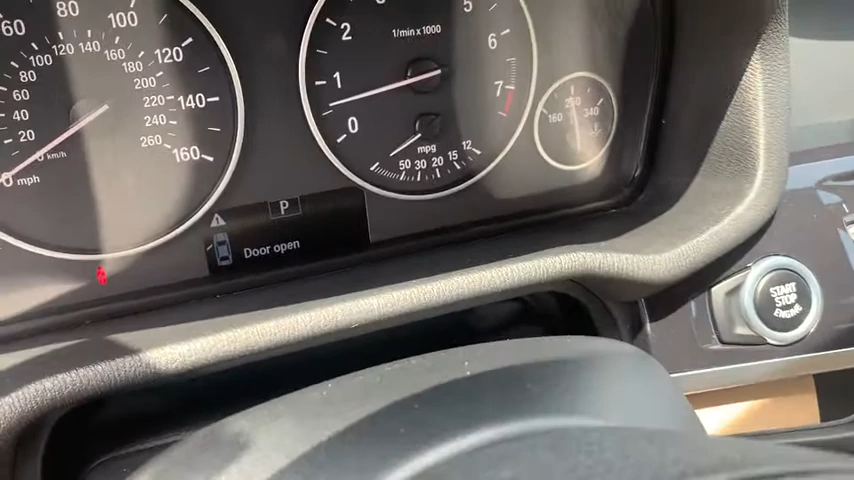 60
80
100
120
140
160
mph
km/h
40
60
80
100
120
140
160
180
200
220
240
260
1/min x 1000
0
1
2
5
6
7
mpg
50 30 20 15 12
160
340
P
Door open
START
STOP
ENGINE